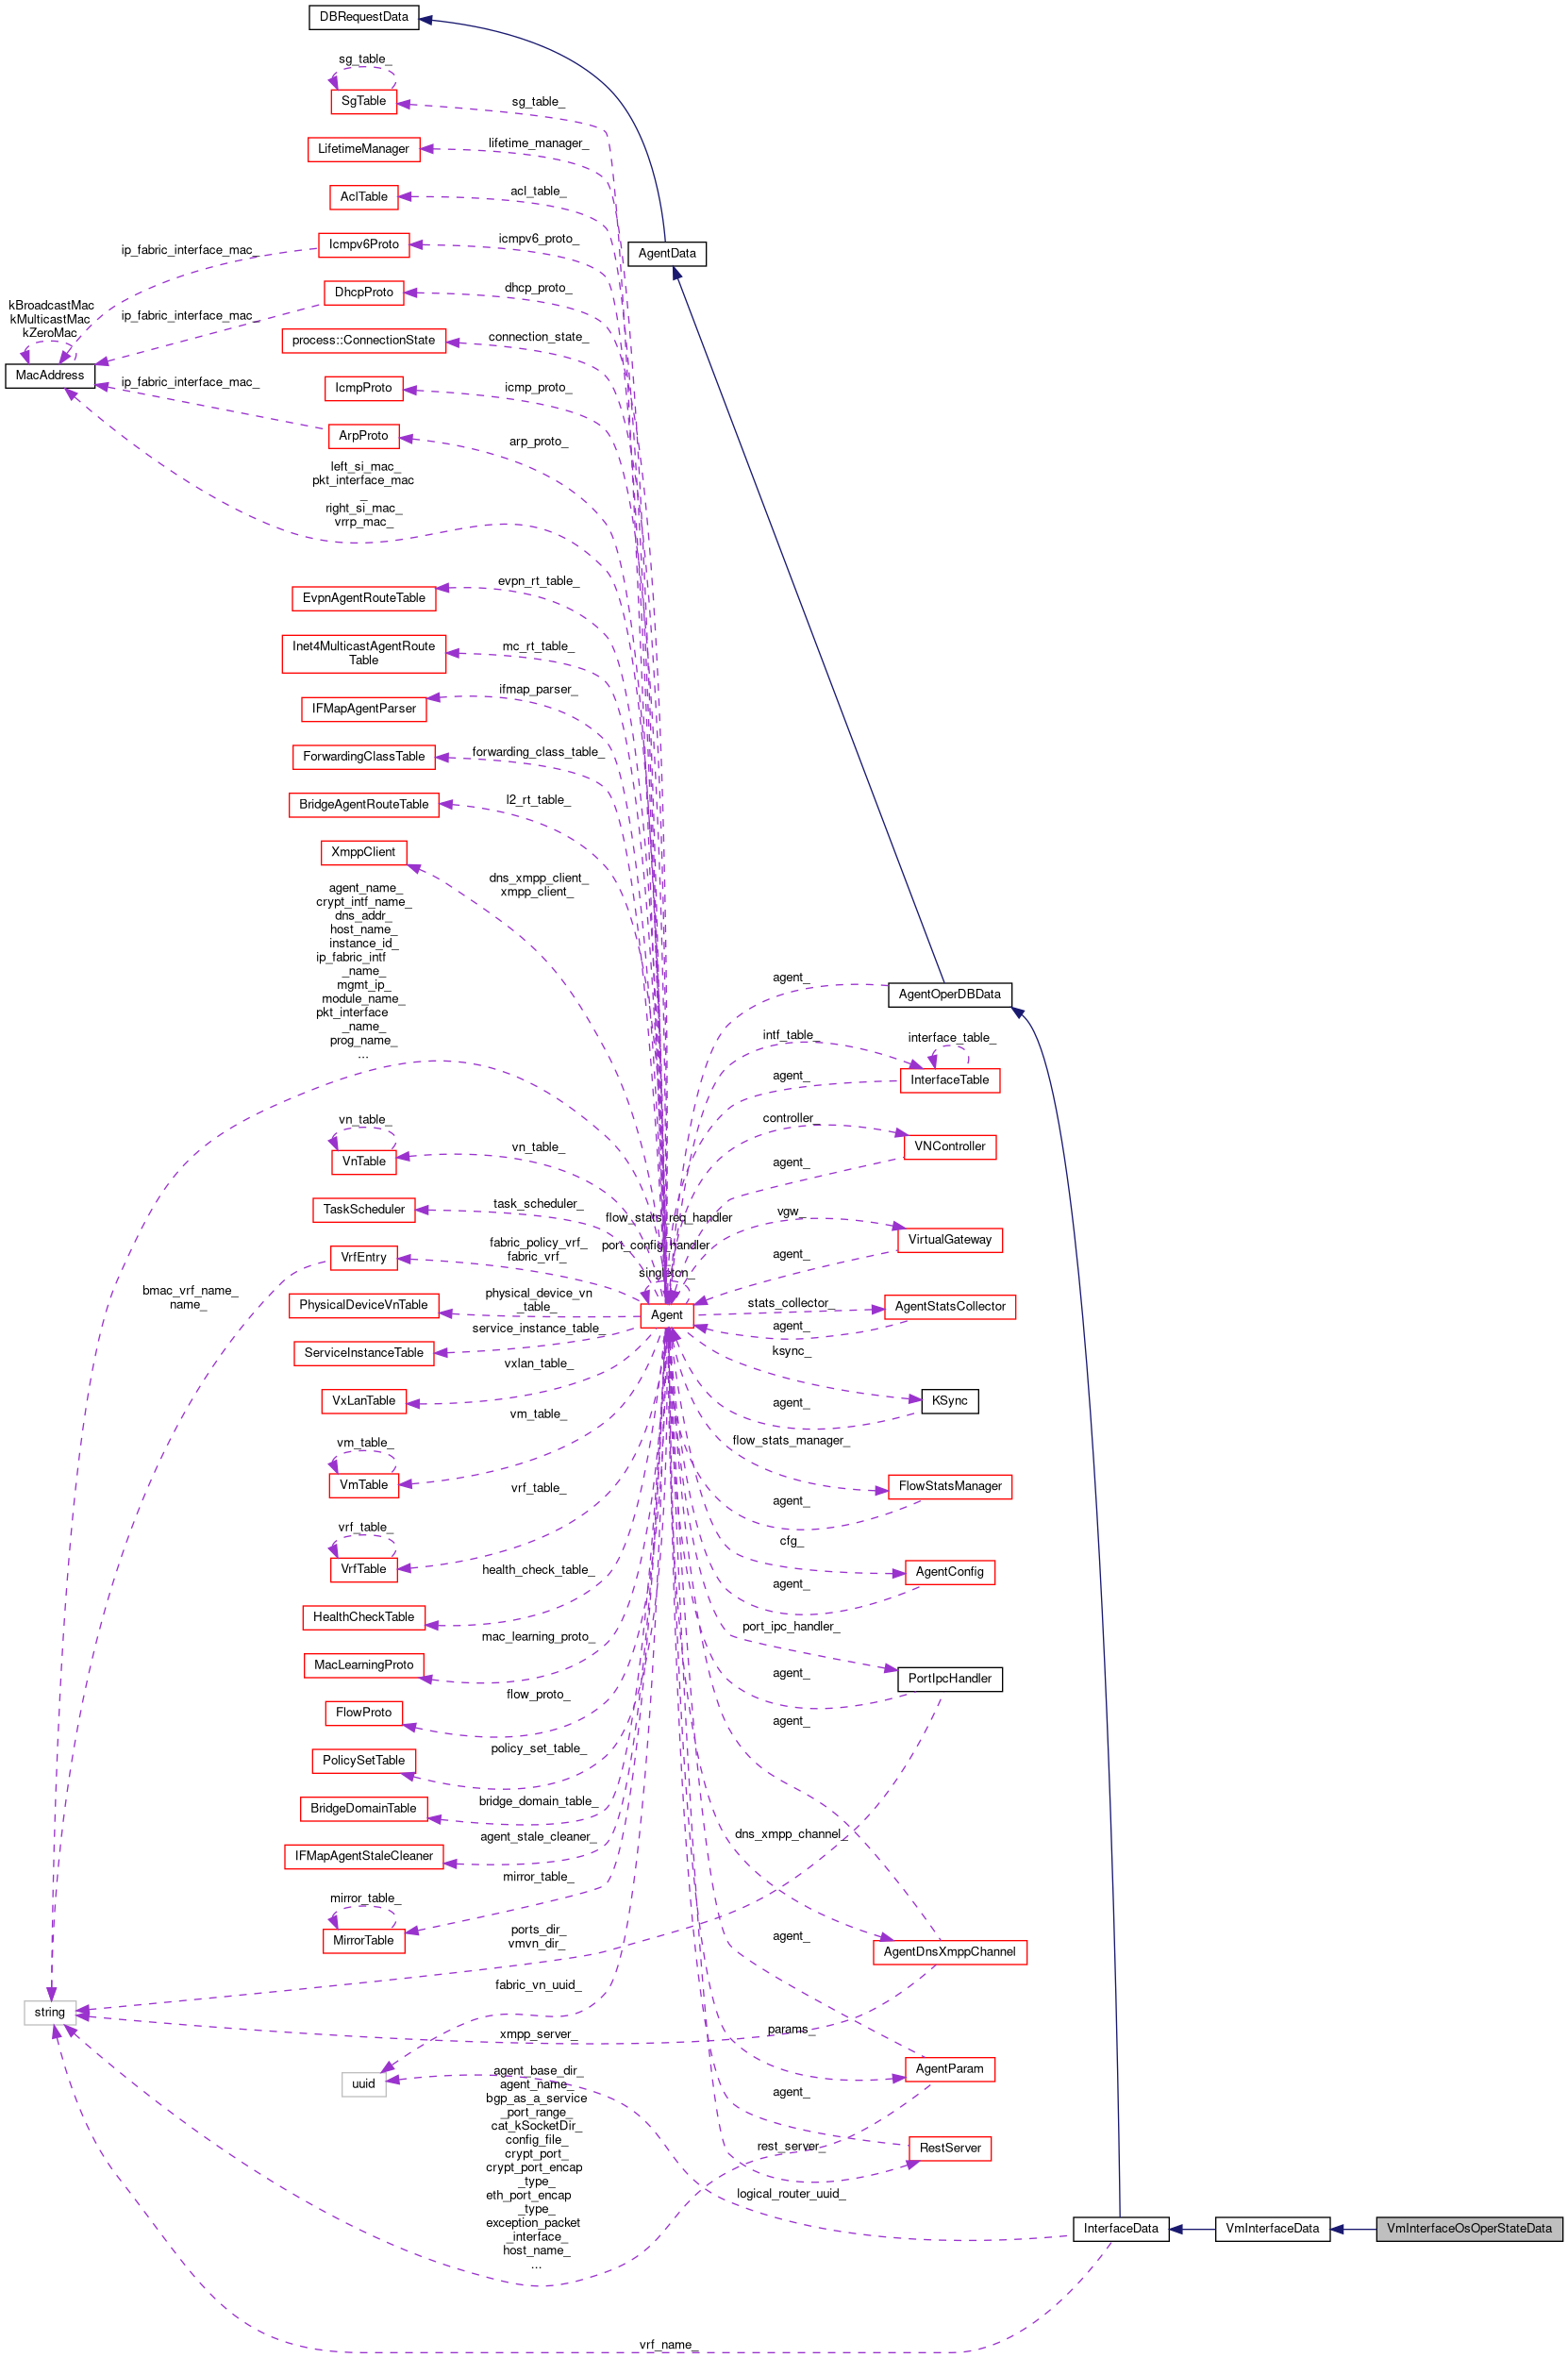 DBRequestData
sg_table_
SgTable
sg_table_
LifetimeManager
lifetime_manager_
AclTable
acl_table_
Icmpv6Proto
icmpv6_proto_
AgentData
ip_fabric_interface_mac_
DhcpProto
dhcp_proto_
kBroadcastMac
kMulticastMac
kZeroMac
ip_fabric_interface_mac_
process::ConnectionState
connection_state_
MacAddress
ip_fabric_interface_mac_
IcmpProto
icmp_proto_
ArpProto
arp_proto_
left_si_mac_
pkt_interface_mac
_
right_si_mac_
vrrp_mac_
EvpnAgentRouteTable
evpn_rt_table_
Inet4MulticastAgentRoute
Table
mc_rt_table_
IFMapAgentParser
ifmap_parser_
ForwardingClassTable
forwarding_class_table_
BridgeAgentRouteTable
l2_rt_table_
XmppClient
dns_xmpp_client_
xmpp_client_
agent_name_
crypt_intf_name_
dns_addr_
host_name_
instance_id_
ip_fabric_intf
_name_
mgmt_ip_
module_name_
pkt_interface
_name_
prog_name_
...
agent_
AgentOperDBData
intf_table_
interface_table_
agent_
InterfaceTable
vn_table_
VnTable
vn_table_
controller_
VNController
agent_
TaskScheduler
task_scheduler_
flow_stats_req_handler
_
port_config_handler
_
singleton_
vgw_
VirtualGateway
agent_
VrfEntry
fabric_policy_vrf_
fabric_vrf_
bmac_vrf_name_
name_
PhysicalDeviceVnTable
physical_device_vn
_table_
Agent
stats_collector_
AgentStatsCollector
agent_
ServiceInstanceTable
service_instance_table_
ksync_
VxLanTable
vxlan_table_
KSync
agent_
vm_table_
VmTable
vm_table_
flow_stats_manager_
FlowStatsManager
agent_
vrf_table_
VrfTable
vrf_table_
cfg_
AgentConfig
agent_
HealthCheckTable
health_check_table_
port_ipc_handler_
MacLearningProto
mac_learning_proto_
PortIpcHandler
agent_
FlowProto
flow_proto_
agent_
PolicySetTable
policy_set_table_
BridgeDomainTable
bridge_domain_table_
dns_xmpp_channel_
IFMapAgentStaleCleaner
agent_stale_cleaner_
mirror_table_
MirrorTable
mirror_table_
ports_dir_
vmvn_dir_
agent_
AgentDnsXmppChannel
fabric_vn_uuid_
string
xmpp_server_
params_
AgentParam
uuid
agent_base_dir_
agent_name_
bgp_as_a_service
_port_range_
cat_kSocketDir_
config_file_
crypt_port_
crypt_port_encap
_type_
eth_port_encap
_type_
exception_packet
_interface_
host_name_
...
agent_
RestServer
rest_server_
logical_router_uuid_
InterfaceData
VmInterfaceData
VmInterfaceOsOperStateData
vrf_name_